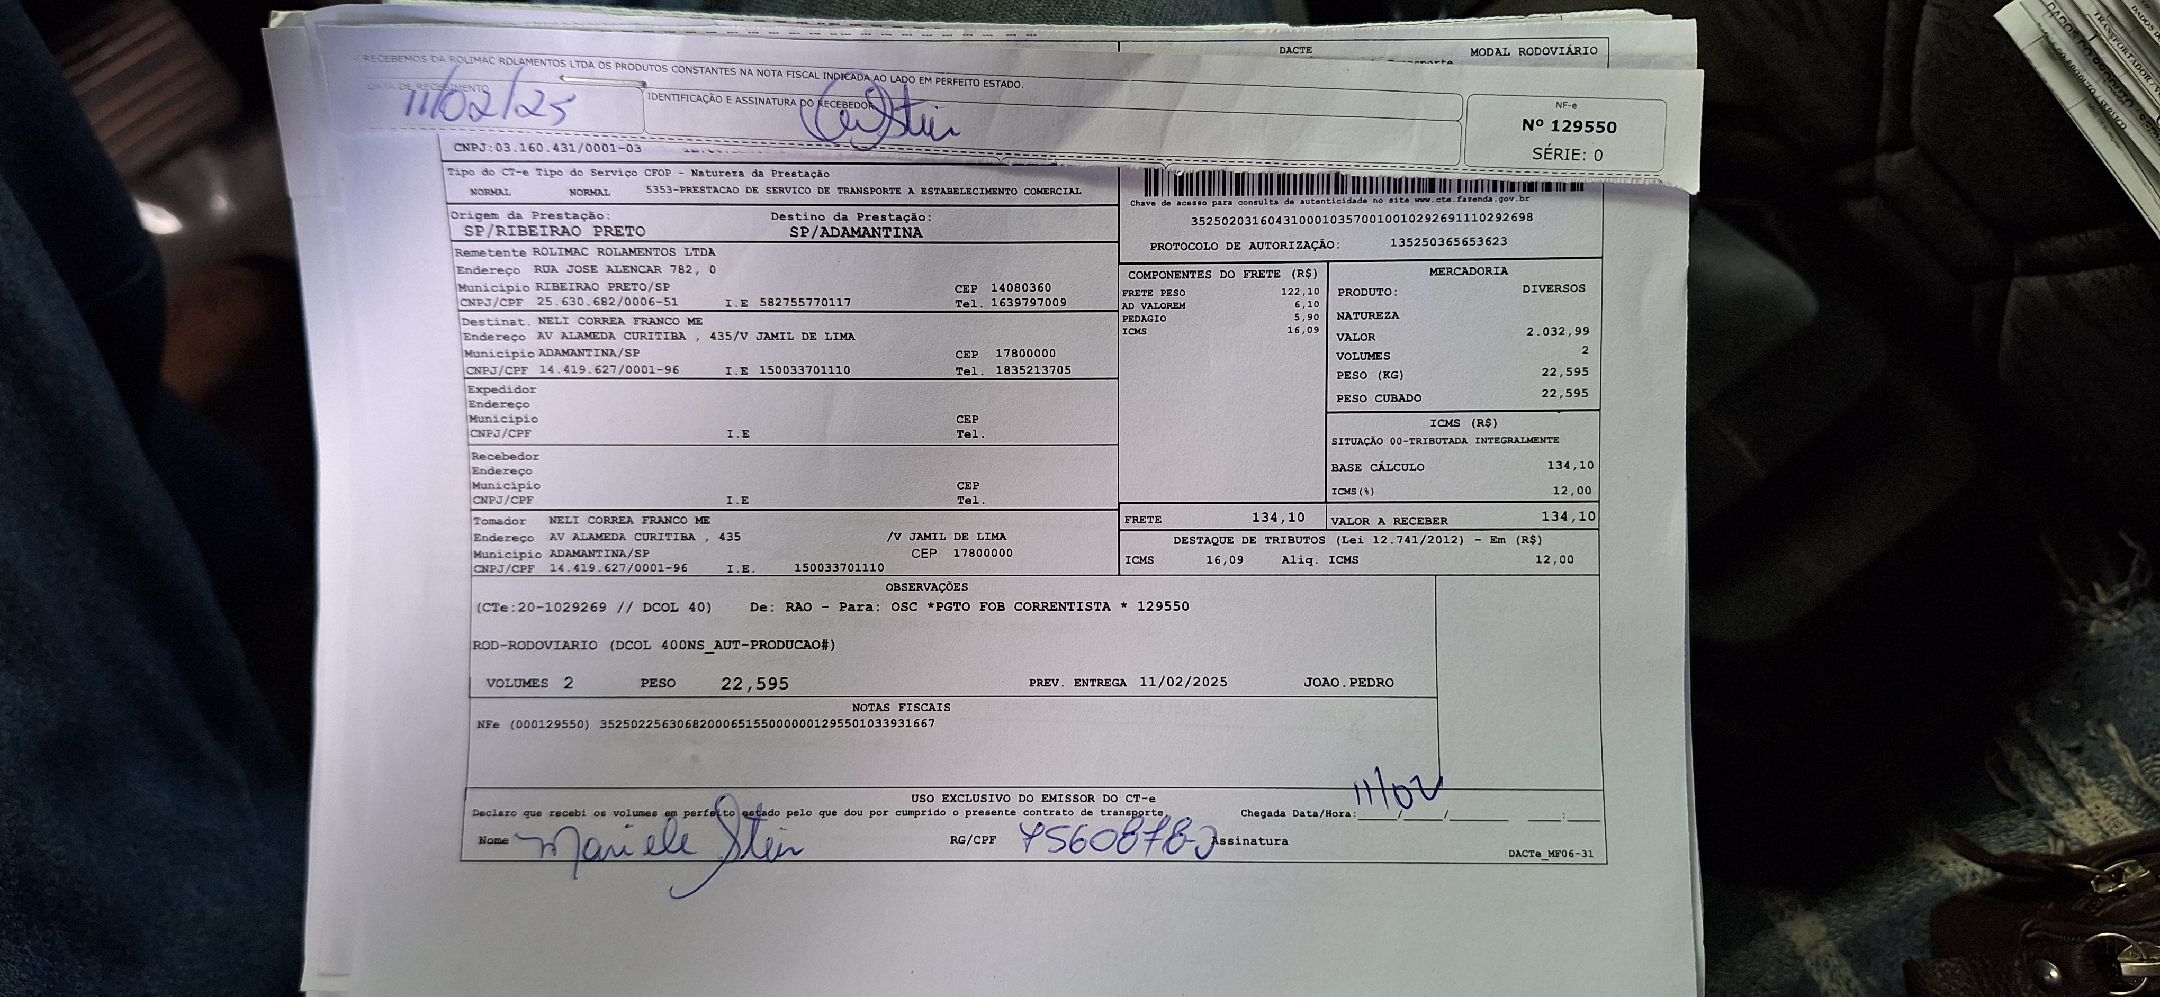 DACTE
MODAL RODOVIÁRIO
RECEBEMOS DA ROLIMAC ROLAMENTOS LTDA OS PRODUTOS CONSTANTES NA NOTA FISCAL INDICADA AO LADO EM PERFEITO ESTADO.
DATA DE RECEBIMENTO
11/02/25
IDENTIFICAÇÃO E ASSINATURA DO RECEBEDOR
NF-e
Nº 129550
SÉRIE: 0
CNPJ:03.160.431/0001-03
Tipo do CT-e Tipo do Serviço CFOP - Natureza da Prestação
NORMAL NORMAL 5353-PRESTACAO DE SERVICO DE TRANSPORTE A ESTABELECIMENTO COMERCIAL
Chave de acesso para consulta de autenticidade no site www.cte.fazenda.gov.br
35250203160431000103570010010292691110292698
PROTOCOLO DE AUTORIZAÇÃO: 135250365653623
Origem da Prestação: Destino da Prestação:
SP/RIBEIRAO PRETO SP/ADAMANTINA
Remetente ROLIMAC ROLAMENTOS LTDA
Endereço RUA JOSE ALENCAR 782, 0
Município RIBEIRAO PRETO/SP CEP 14080360
CNPJ/CPF 25.630.682/0006-51 I.E 582755770117 Tel. 1639797009
Destinat. NELI CORREA FRANCO ME
Endereço AV ALAMEDA CURITIBA , 435/V JAMIL DE LIMA
Município ADAMANTINA/SP CEP 17800000
CNPJ/CPF 14.419.627/0001-96 I.E 150033701110 Tel. 1835213705
Expedidor
Endereço
Município CEP
CNPJ/CPF I.E Tel.
Recebedor
Endereço
Município CEP
CNPJ/CPF I.E Tel.
Tomador NELI CORREA FRANCO ME
Endereço AV ALAMEDA CURITIBA , 435 /V JAMIL DE LIMA
Município ADAMANTINA/SP CEP 17800000
CNPJ/CPF 14.419.627/0001-96 I.E. 150033701110
COMPONENTES DO FRETE (R$)
FRETE PESO 122,10
AD VALOREM 6,10
PEDAGIO 5,90
ICMS 16,09
MERCADORIA
PRODUTO: DIVERSOS
NATUREZA
VALOR 2.032,99
VOLUMES 2
PESO (KG) 22,595
PESO CUBADO 22,595
ICMS (R$)
SITUAÇÃO 00-TRIBUTADA INTEGRALMENTE
BASE CÁLCULO 134,10
ICMS(%) 12,00
FRETE 134,10 VALOR A RECEBER 134,10
DESTAQUE DE TRIBUTOS (Lei 12.741/2012) - Em (R$)
ICMS 16,09 Aliq. ICMS 12,00
OBSERVAÇÕES
(CTe:20-1029269 // DCOL 40) De: RAO - Para: OSC *PGTO FOB CORRENTISTA * 129550
ROD-RODOVIARIO (DCOL 400NS_AUT-PRODUCAO#)
VOLUMES 2 PESO 22,595 PREV. ENTREGA 11/02/2025 JOAO.PEDRO
NOTAS FISCAIS
NFe (000129550) 35250225630682000651550000001295501033931667
USO EXCLUSIVO DO EMISSOR DO CT-e
Declaro que recebi os volumes em perfeito estado pelo que dou por cumprido o presente contrato de transporte
Chegada Data/Hora:____/____/______ ___:____
11/02
Nome Mariele Stein RG/CPF Assinatura
DACTe_MF06-31